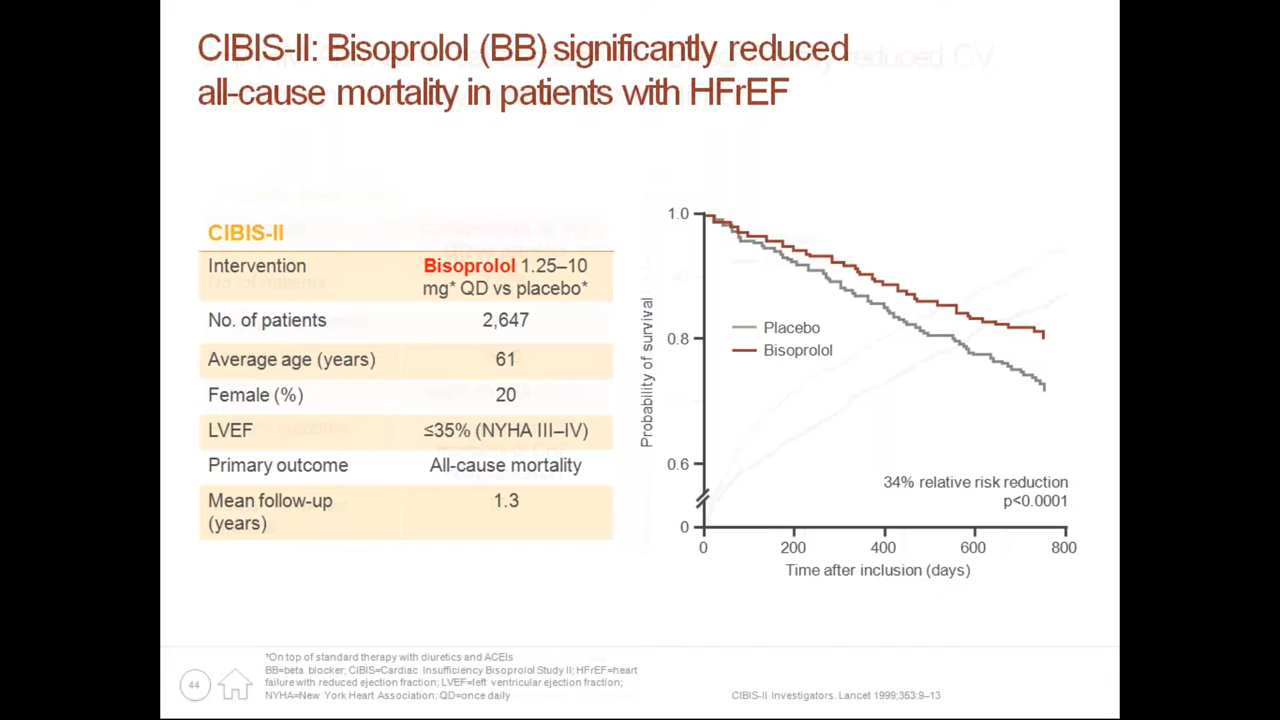 CIBIS-II: Bisoprolol (BB) significantly reduced
all-cause mortality in patients with HFrEF
CIBIS-II
Intervention
Bisoprolol 1.25–10
mg* QD vs placebo*
No. of patients
2,647
Average age (years)
61
Female (%)
20
LVEF
≤35% (NYHA III–IV)
Primary outcome
All-cause mortality
Mean follow-up
(years)
1.3
Probability of survival
1.0
0.8
0.6
0
Placebo
Bisoprolol
34% relative risk reduction
p<0.0001
0
200
400
600
800
Time after inclusion (days)
44
*On top of standard therapy with diuretics and ACEIs
BB=beta blocker; CIBIS=Cardiac Insufficiency Bisoprolol Study II; HFrEF=heart
failure with reduced ejection fraction; LVEF=left ventricular ejection fraction;
NYHA=New York Heart Association; QD=once daily
CIBIS-II Investigators. Lancet 1999;353:9–13